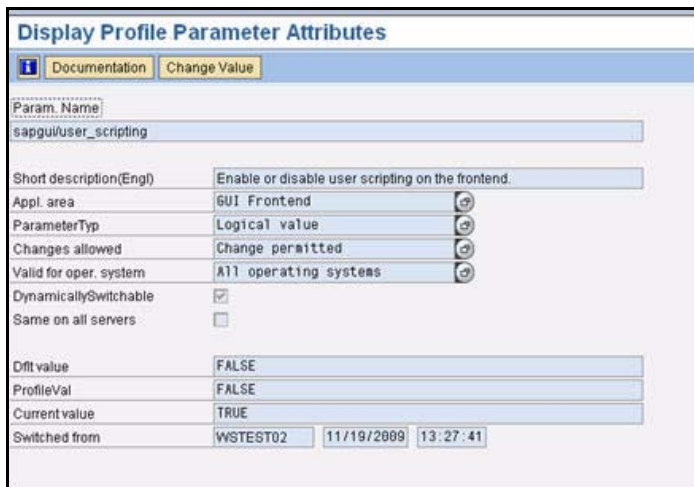 Display Profile Parameter Attributes
Documentation Change Value
Param. Name
sapgui/user_scripting
Short description(Engl) Enable or disable user scripting on the frontend.
Appl. area GUI Frontend
ParameterTyp Logical value
Changes allowed Change permitted
Valid for oper. system All operating systems
DynamicallySwitchable
Same on all servers
Dflt value FALSE
ProfileVal FALSE
Current value TRUE
Switched from WSTEST02 11/19/2009 13:27:41